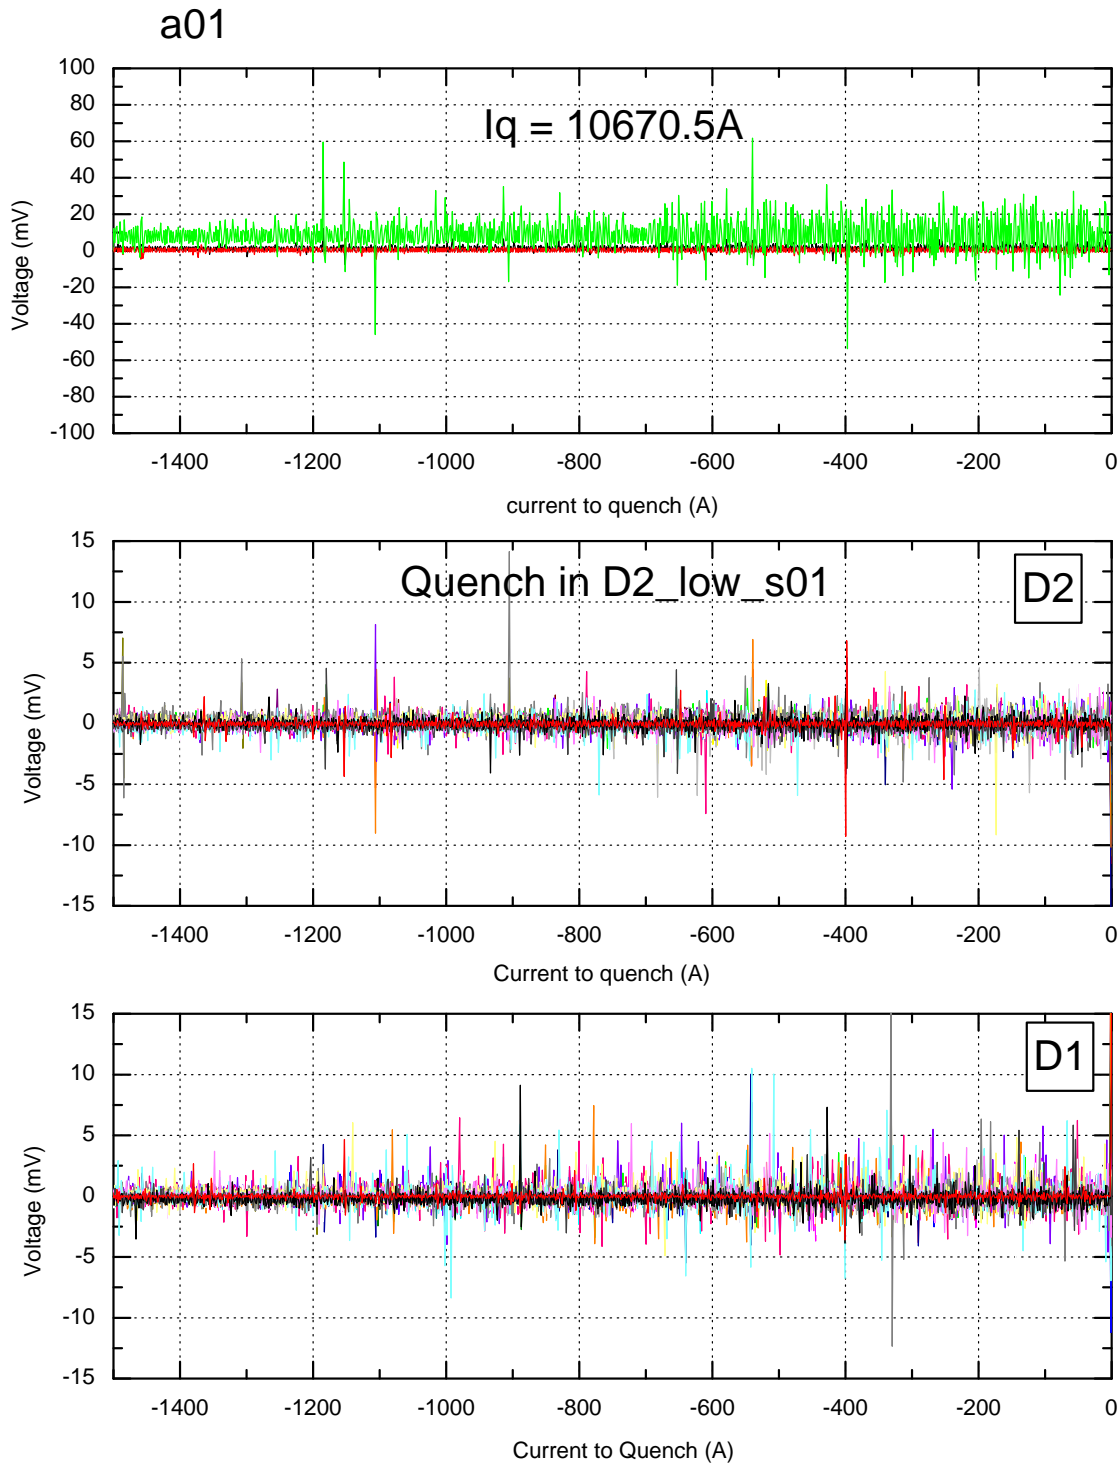 a01
Iq = 10670.5A
100
80
60
40
20
0
-20
-40
-60
-80
-100
Voltage (mV)
-1400 -1200 -1000 -800 -600 -400 -200 0
current to quench (A)
Quench in D2_low_s01
D2
15
10
5
0
-5
-10
-15
Voltage (mV)
-1400 -1200 -1000 -800 -600 -400 -200 0
Current to quench (A)
D1
15
10
5
0
-5
-10
-15
Voltage (mV)
-1400 -1200 -1000 -800 -600 -400 -200 0
Current to Quench (A)